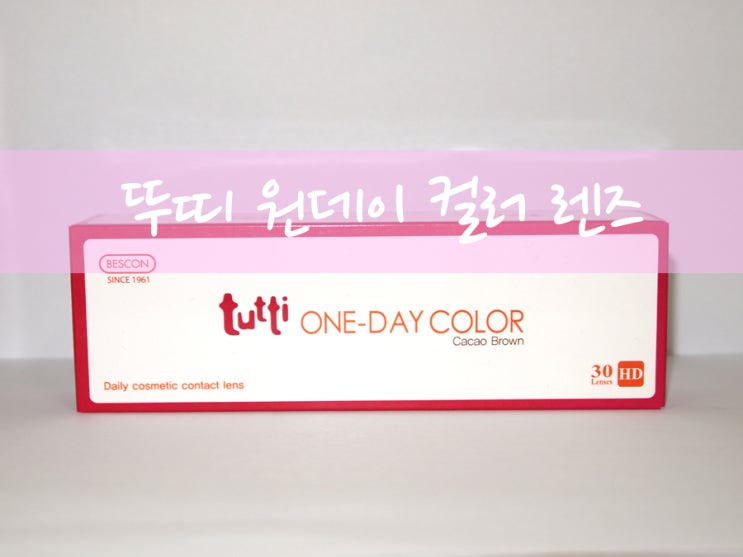 뚜띠 원데이 컬러 렌즈
BESCON
SINCE 1961
tutti ONE-DAY COLOR
Cacao Brown
Daily cosmetic contact lens
30 Lenses HD